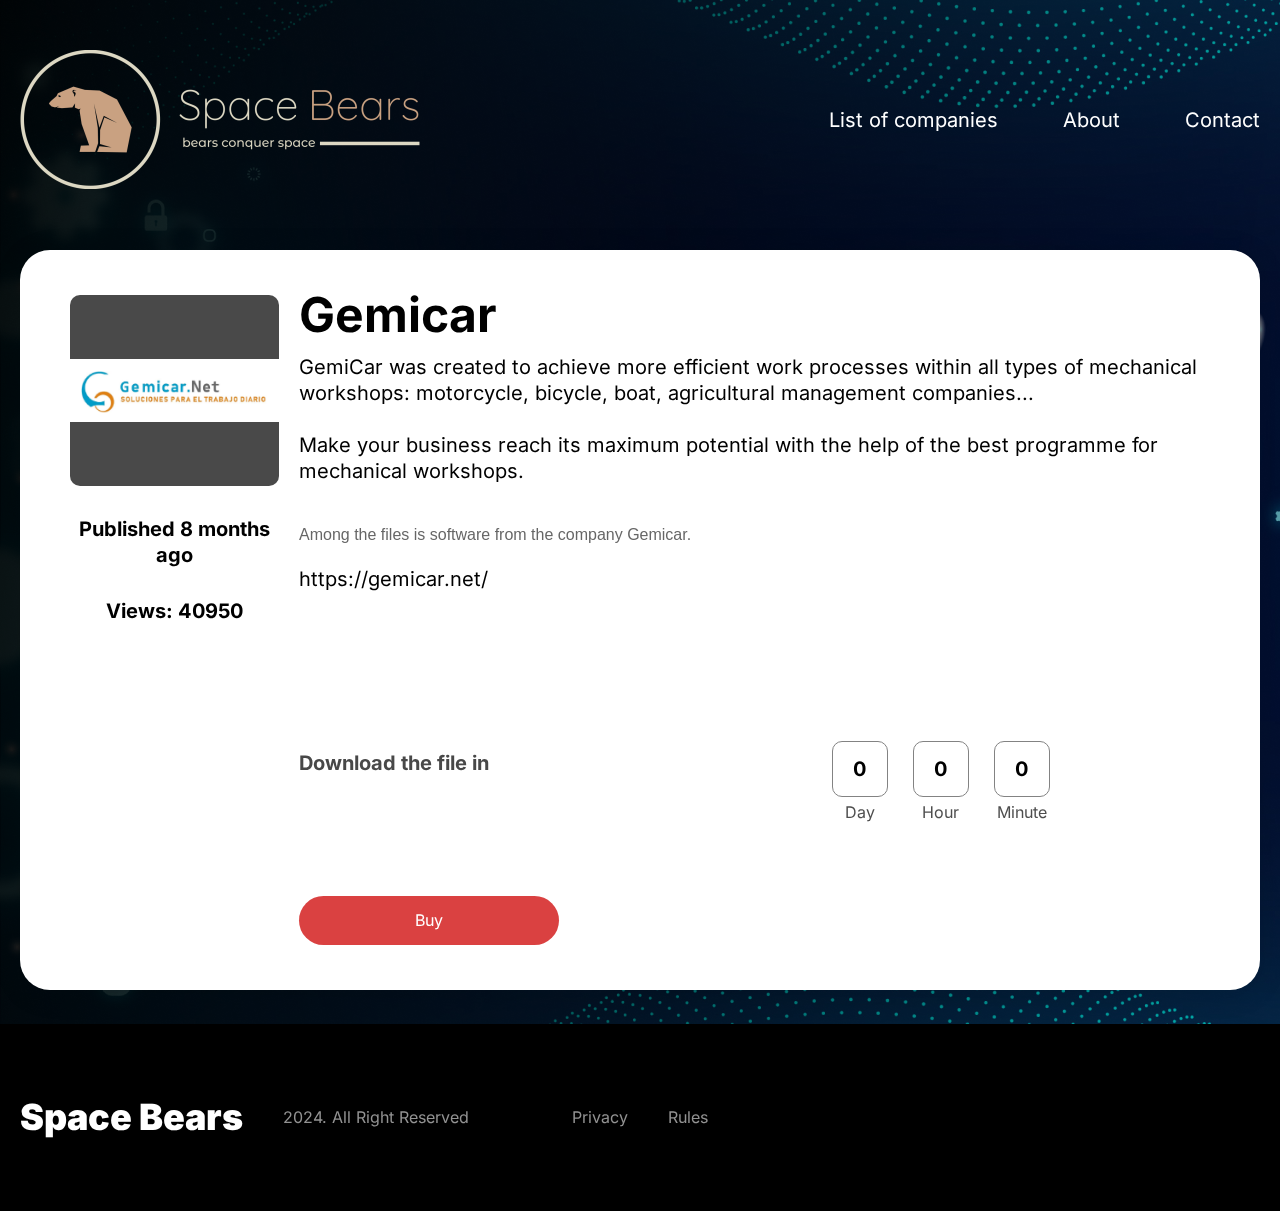 Space Bears
bears conquer space
List of companies
About
Contact
Gemicar.Net
SOLUCIONES PARA EL TRABAJO DIARIO
Published 8 months
ago
Views: 40950
Gemicar
GemiCar was created to achieve more efficient work processes within all types of mechanical
workshops: motorcycle, bicycle, boat, agricultural management companies...
Make your business reach its maximum potential with the help of the best programme for
mechanical workshops.
Among the files is software from the company Gemicar.
https://gemicar.net/
Download the file in
0
0
0
Day
Hour
Minute
Buy
Space Bears
2024. All Right Reserved
Privacy
Rules